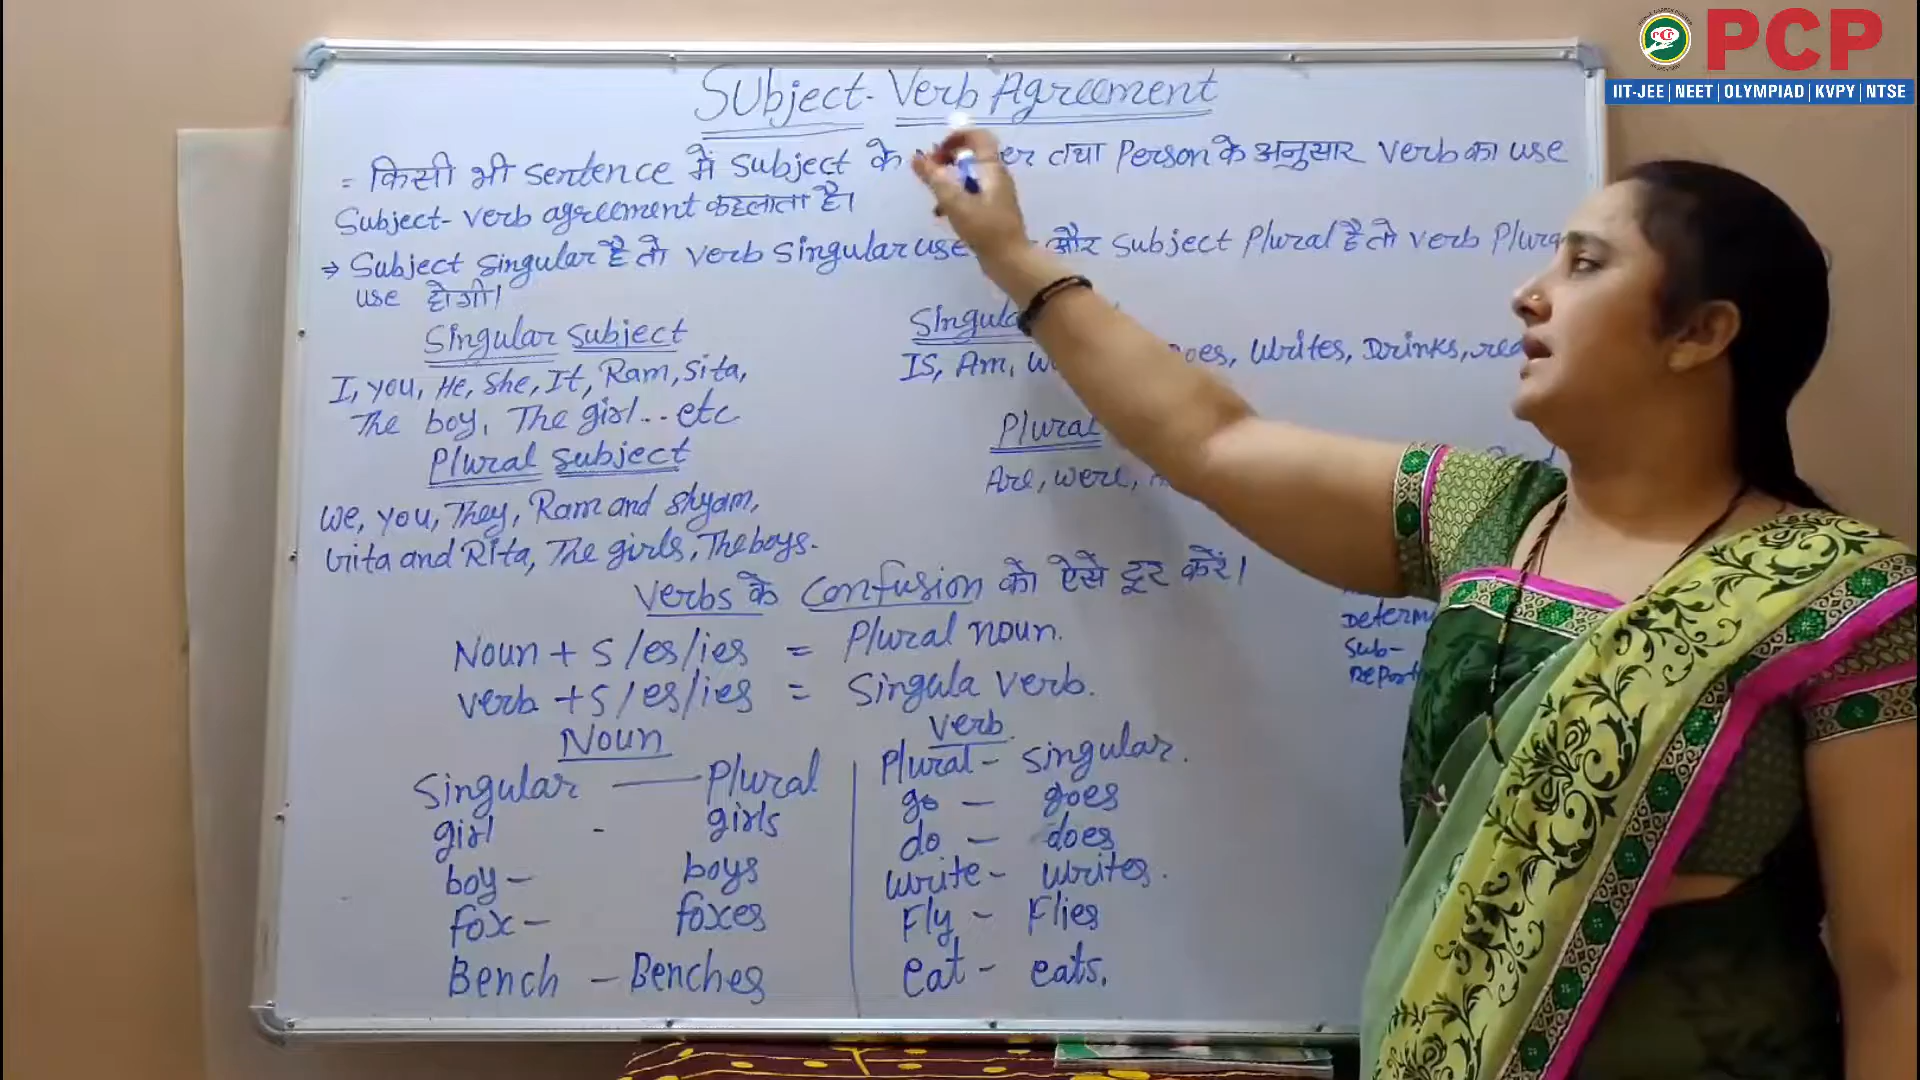 PCP
IIT-JEE | NEET | OLYMPIAD | KVPY | NTSE
Subject-Verb Agreement
= किसी भी sentence में subject के तथा Person के अनुसार verb का use
Subject-verb agreement कहलाता है।
⇒ Subject singular है तो verb singular use और subject plural है तो verb
use होगी।
Singular subject
I, you, He, She, It, Ram, Sita,
The boy, The girl... etc
Plural subject
We, you, They, Ram and Shyam,
Gita and Rita, The girls, The boys.
IS, Am, Writes, Drinks,
Plural
Are, were,
Verbs के confusion को ऐसे दूर करें।
Noun + s/es/ies = Plural noun.
verb + s/es/ies = Singula verb.
Noun
Singular — Plural
girl - girls
boy - boys
fox - foxes
Bench - Benches
Verb
Plural - Singular.
go - goes
do - does
write - writes.
Fly - Flies
eat - eats.
Sub-